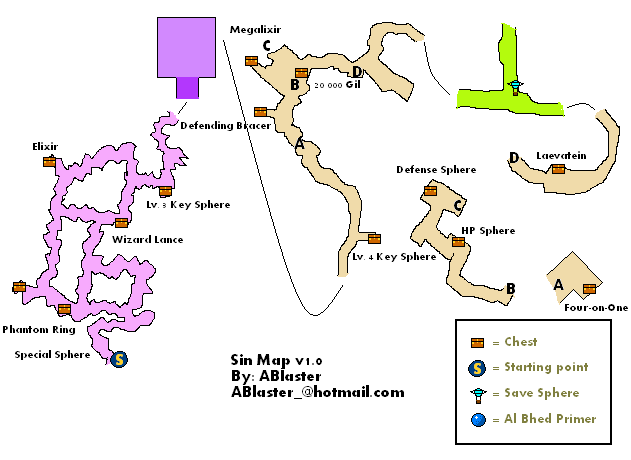 Megalixir
C
D
B
20 000 Gil
Defending Bracer
A
Elixir
Laevatein
D
Defense Sphere
Lv. 3 Key Sphere
C
HP Sphere
Wizard Lance
Lv. 4 Key Sphere
A
B
Four-on-One
Phantom Ring
Special Sphere
S
Sin Map v1.0
By: ABlaster
ABlaster_@hotmail.com
= Chest
S = Starting point
= Save Sphere
= Al Bhed Primer